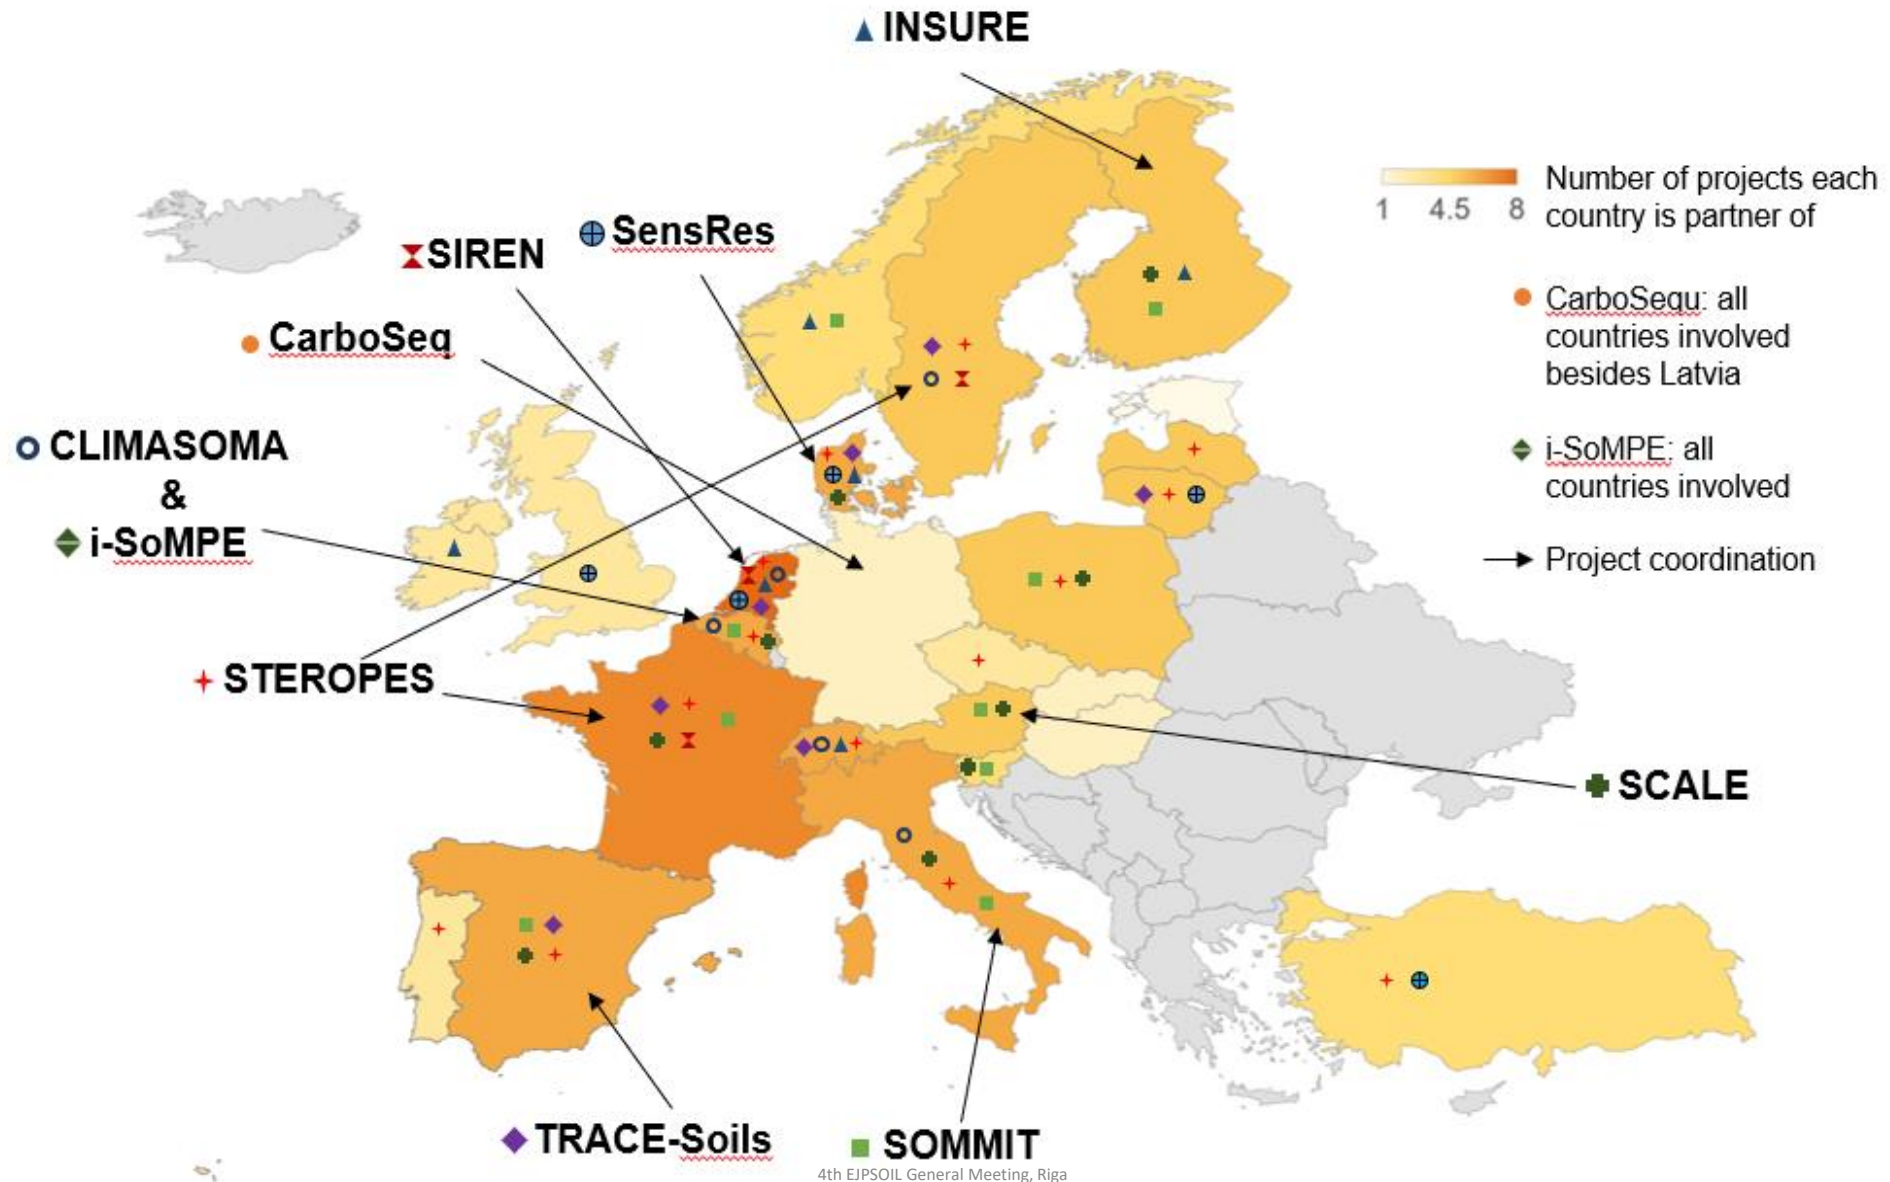 INSURE
SensRes
SIREN
CarboSeq
CLIMASOMA
&
i-SoMPE
STEROPES
TRACE-Soils
SOMMIT
SCALE
1 4.5 8
Number of projects each
country is partner of
CarboSequ: all
countries involved
besides Latvia
i-SoMPE: all
countries involved
Project coordination
4th EJPSOIL General Meeting, Riga